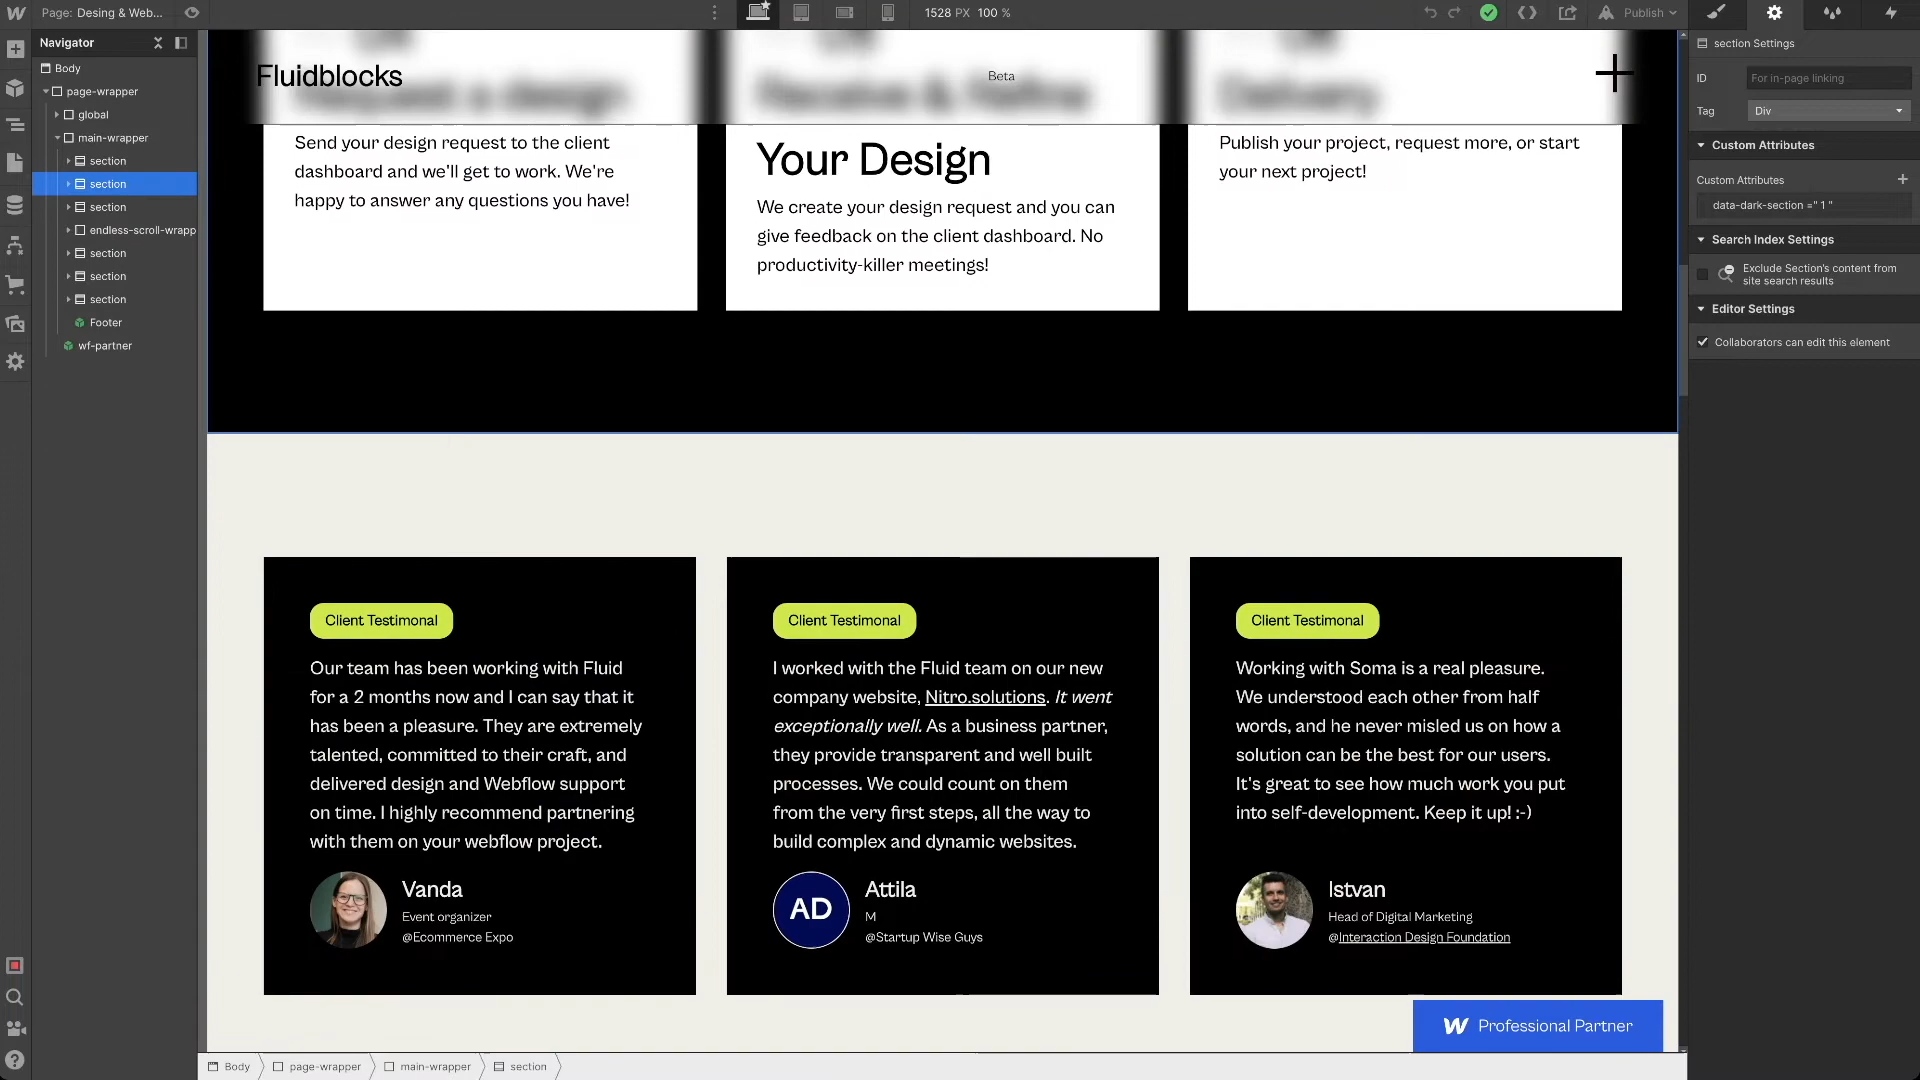 Page: Desing & Web...
1528 PX 100 %
Publish
Navigator
Body
page-wrapper
global
main-wrapper
section
section
section
endless-scroll-wrapp
section
section
section
Footer
wf-partner
Fluidblocks
Beta
Request a design
Send your design request to the client
dashboard and we'll get to work. We're
happy to answer any questions you have!
Receive & Refine
Your Design
We create your design request and you can
give feedback on the client dashboard. No
productivity-killer meetings!
Delivery
Publish your project, request more, or start
your next project!
Client Testimonal
Our team has been working with Fluid
for a 2 months now and I can say that it
has been a pleasure. They are extremely
talented, committed to their craft, and
delivered design and Webflow support
on time. I highly recommend partnering
with them on your webflow project.
Vanda
Event organizer
@Ecommerce Expo
Client Testimonal
I worked with the Fluid team on our new
company website, Nitro.solutions. It went
exceptionally well. As a business partner,
they provide transparent and well built
processes. We could count on them
from the very first steps, all the way to
build complex and dynamic websites.
AD
Attila
M
@Startup Wise Guys
Client Testimonal
Working with Soma is a real pleasure.
We understood each other from half
words, and he never misled us on how a
solution can be the best for our users.
It's great to see how much work you put
into self-development. Keep it up! :-)
Istvan
Head of Digital Marketing
@Interaction Design Foundation
Professional Partner
section Settings
ID
For in-page linking
Tag
Div
Custom Attributes
Custom Attributes
data-dark-section =" 1 "
Search Index Settings
Exclude Section's content from
site search results
Editor Settings
Collaborators can edit this element
Body
page-wrapper
main-wrapper
section